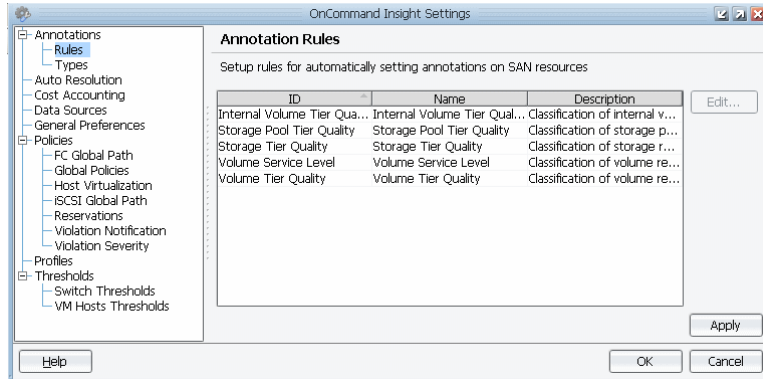 OnCommand Insight Settings
Annotations
Rules
Types
Auto Resolution
Cost Accounting
Data Sources
General Preferences
Policies
FC Global Path
Global Policies
Host Virtualization
iSCSI Global Path
Reservations
Violation Notification
Violation Severity
Profiles
Thresholds
Switch Thresholds
VM Hosts Thresholds
Annotation Rules
Setup rules for automatically setting annotations on SAN resources
ID Name Description
Internal Volume Tier Qua... Internal Volume Tier Qual... Classification of internal v...
Storage Pool Tier Quality Storage Pool Tier Quality Classification of storage p...
Storage Tier Quality Storage Tier Quality Classification of storage r...
Volume Service Level Volume Service Level Classification of volume re...
Volume Tier Quality Volume Tier Quality Classification of volume re...
Edit...
Apply
Help OK Cancel